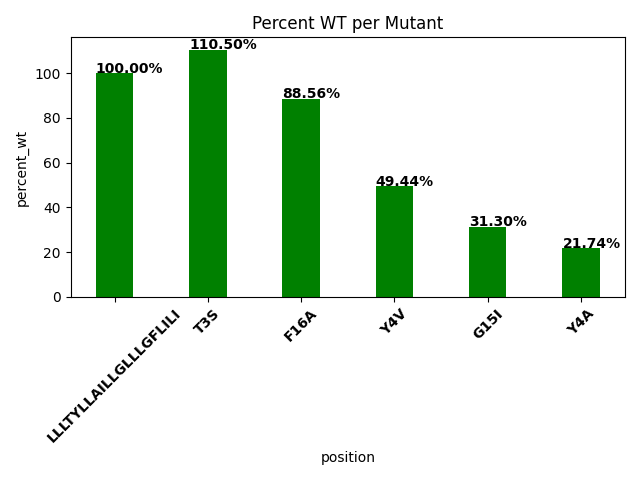 Percent WT per Mutant
percent_wt
100
80
60
40
20
0
100.00%
110.50%
88.56%
49.44%
31.30%
21.74%
LLLTYLLAILLGLLLGFLILI
T3S
F16A
Y4V
G15I
Y4A
position